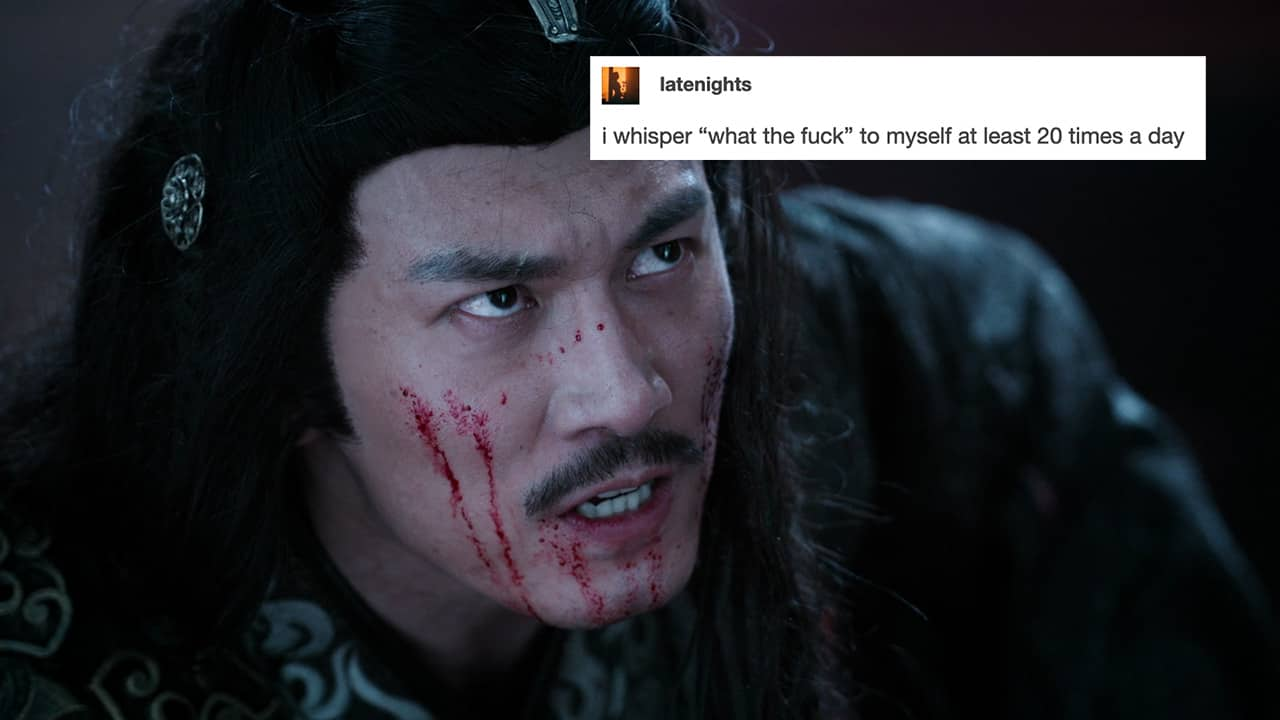 latenights
i whisper “what the fuck” to myself at least 20 times a day